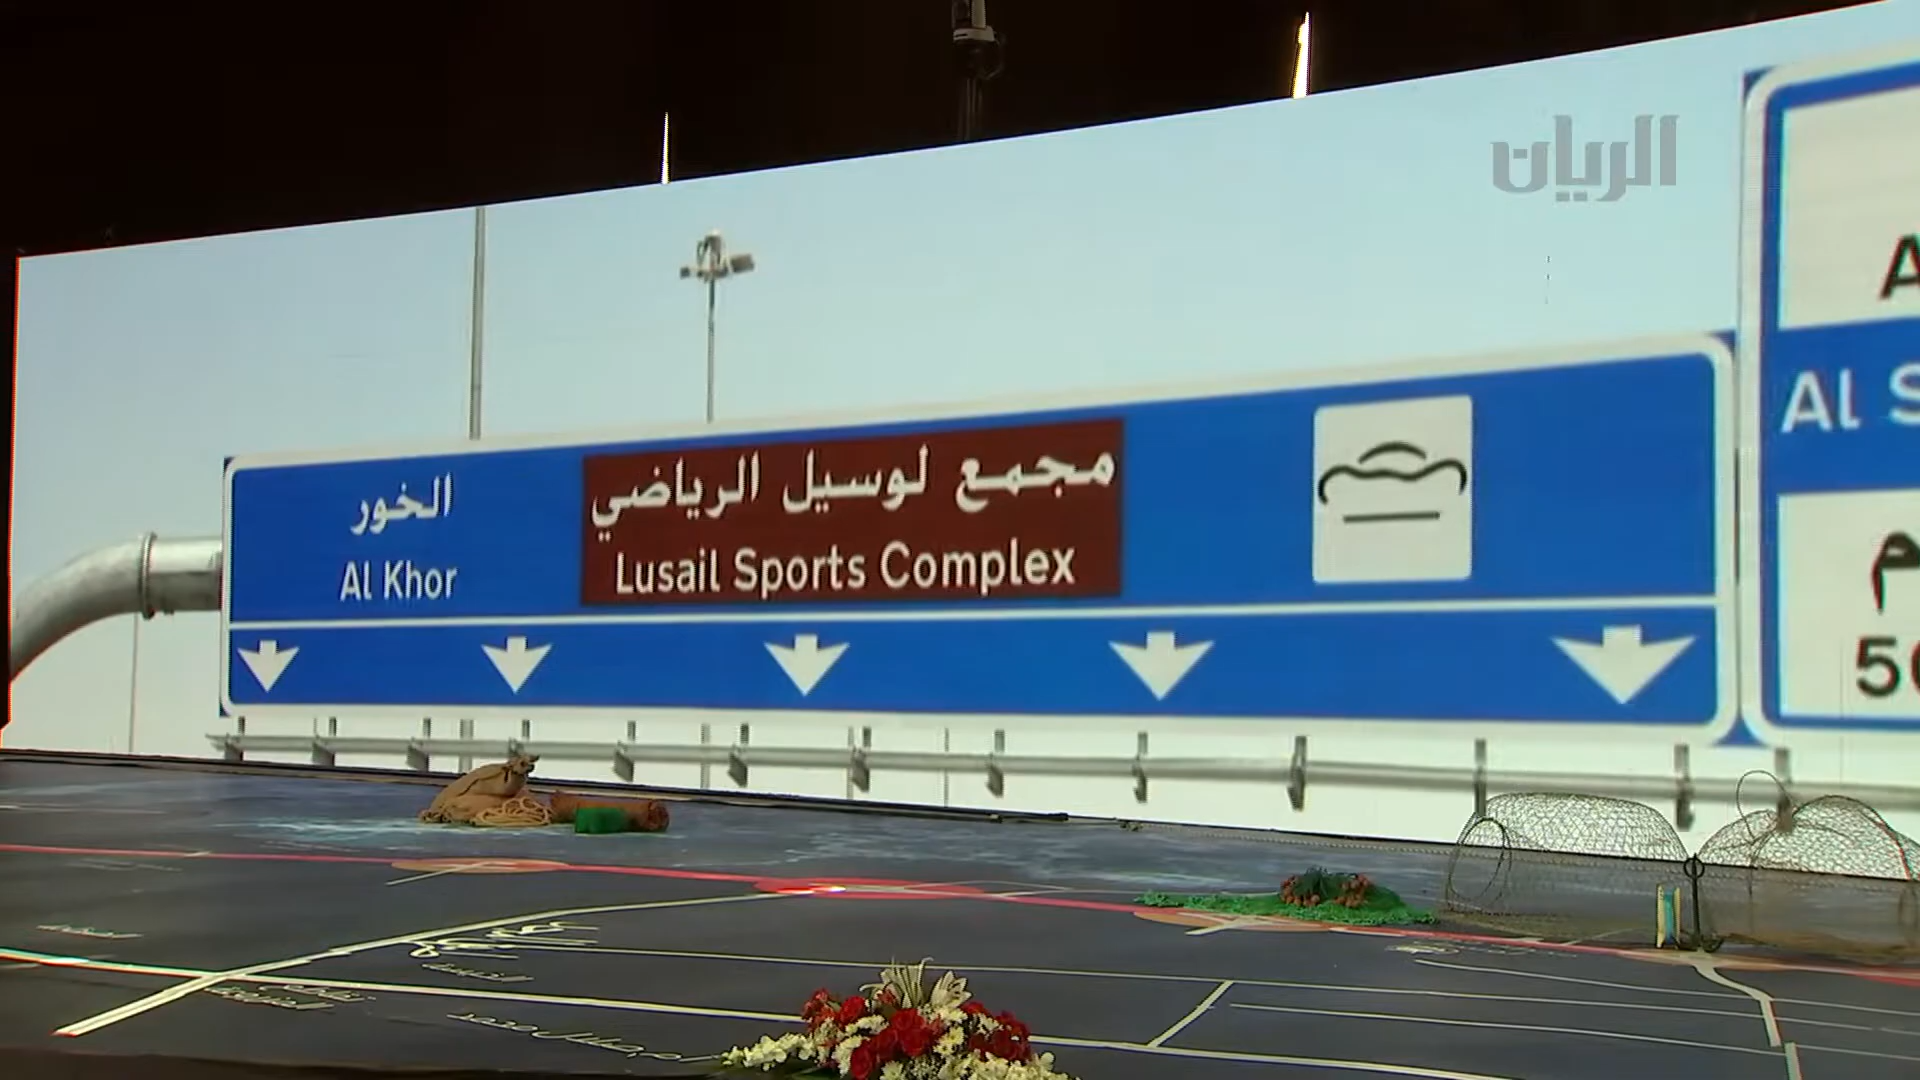 الريان
الخور
Al Khor
مجمع لوسيل الرياضي
Lusail Sports Complex
A
Al S
م
50